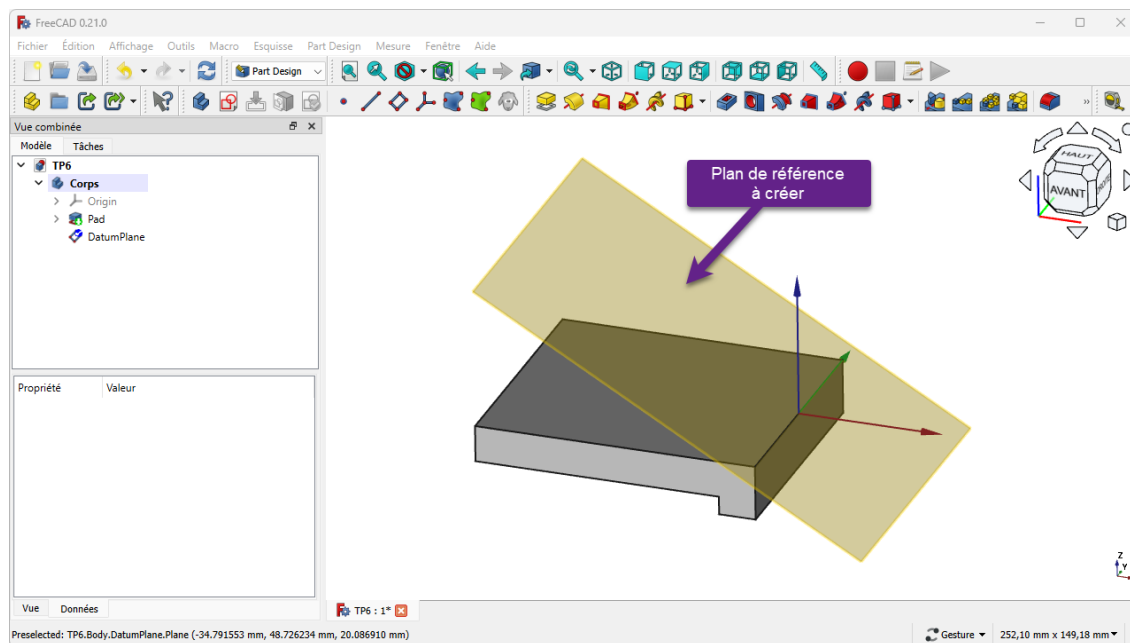 FreeCAD 0.21.0
Fichier Édition Affichage Outils Macro Esquisse Part Design Mesure Fenêtre Aide
Part Design
»
Vue combinée
Modèle Tâches
TP6
Corps
Origin
Pad
DatumPlane
Propriété Valeur
Vue Données
Plan de référence
à créer
HAUT
AVANT
Z
Y
TP6 : 1*
Preselected: TP6.Body.DatumPlane.Plane (-34.791553 mm, 48.726234 mm, 20.086910 mm)
Gesture
252,10 mm x 149,18 mm